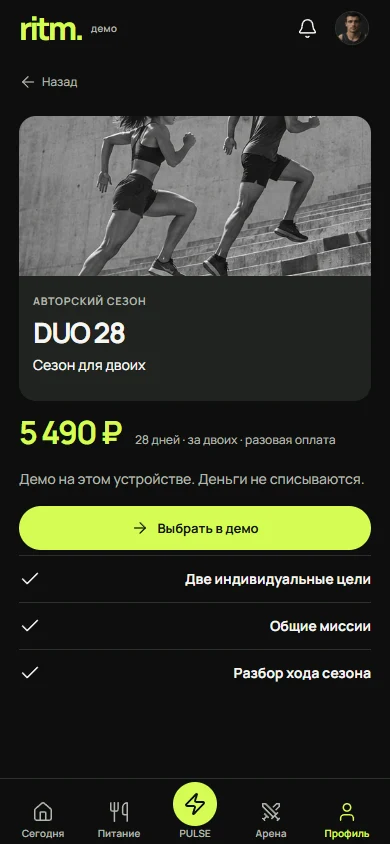 ritm. демо
Назад
АВТОРСКИЙ СЕЗОН
DUO 28
Сезон для двоих
5 490 ₽ 28 дней · за двоих · разовая оплата
Демо на этом устройстве. Деньги не списываются.
Выбрать в демо
Две индивидуальные цели
Общие миссии
Разбор хода сезона
Сегодня Питание PULSE Арена Профиль